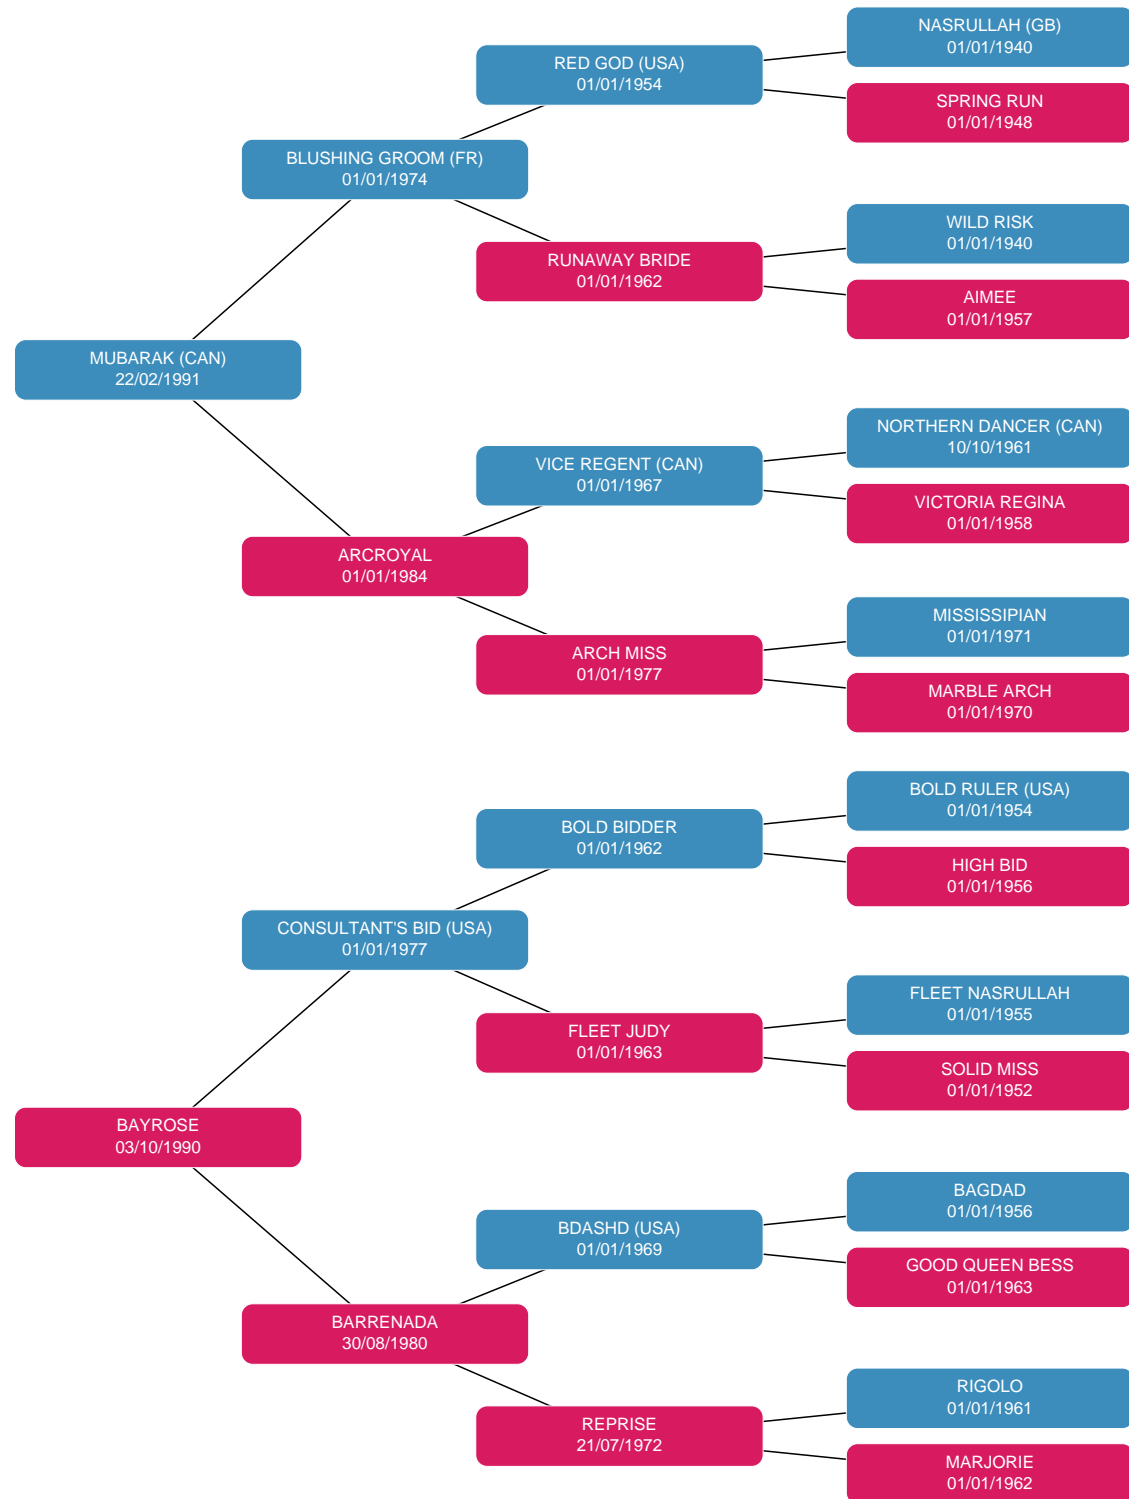 NASRULLAH (GB)
01/01/1940
RED GOD (USA)
01/01/1954
SPRING RUN
01/01/1948
BLUSHING GROOM (FR)
01/01/1974
WILD RISK
01/01/1940
RUNAWAY BRIDE
01/01/1962
AIMEE
01/01/1957
MUBARAK (CAN)
22/02/1991
NORTHERN DANCER (CAN)
10/10/1961
VICE REGENT (CAN)
01/01/1967
VICTORIA REGINA
01/01/1958
ARCROYAL
01/01/1984
MISSISSIPIAN
01/01/1971
ARCH MISS
01/01/1977
MARBLE ARCH
01/01/1970
BOLD RULER (USA)
01/01/1954
BOLD BIDDER
01/01/1962
HIGH BID
01/01/1956
CONSULTANT'S BID (USA)
01/01/1977
FLEET NASRULLAH
01/01/1955
FLEET JUDY
01/01/1963
SOLID MISS
01/01/1952
BAYROSE
03/10/1990
BAGDAD
01/01/1956
BDASHD (USA)
01/01/1969
GOOD QUEEN BESS
01/01/1963
BARRENADA
30/08/1980
RIGOLO
01/01/1961
REPRISE
21/07/1972
MARJORIE
01/01/1962